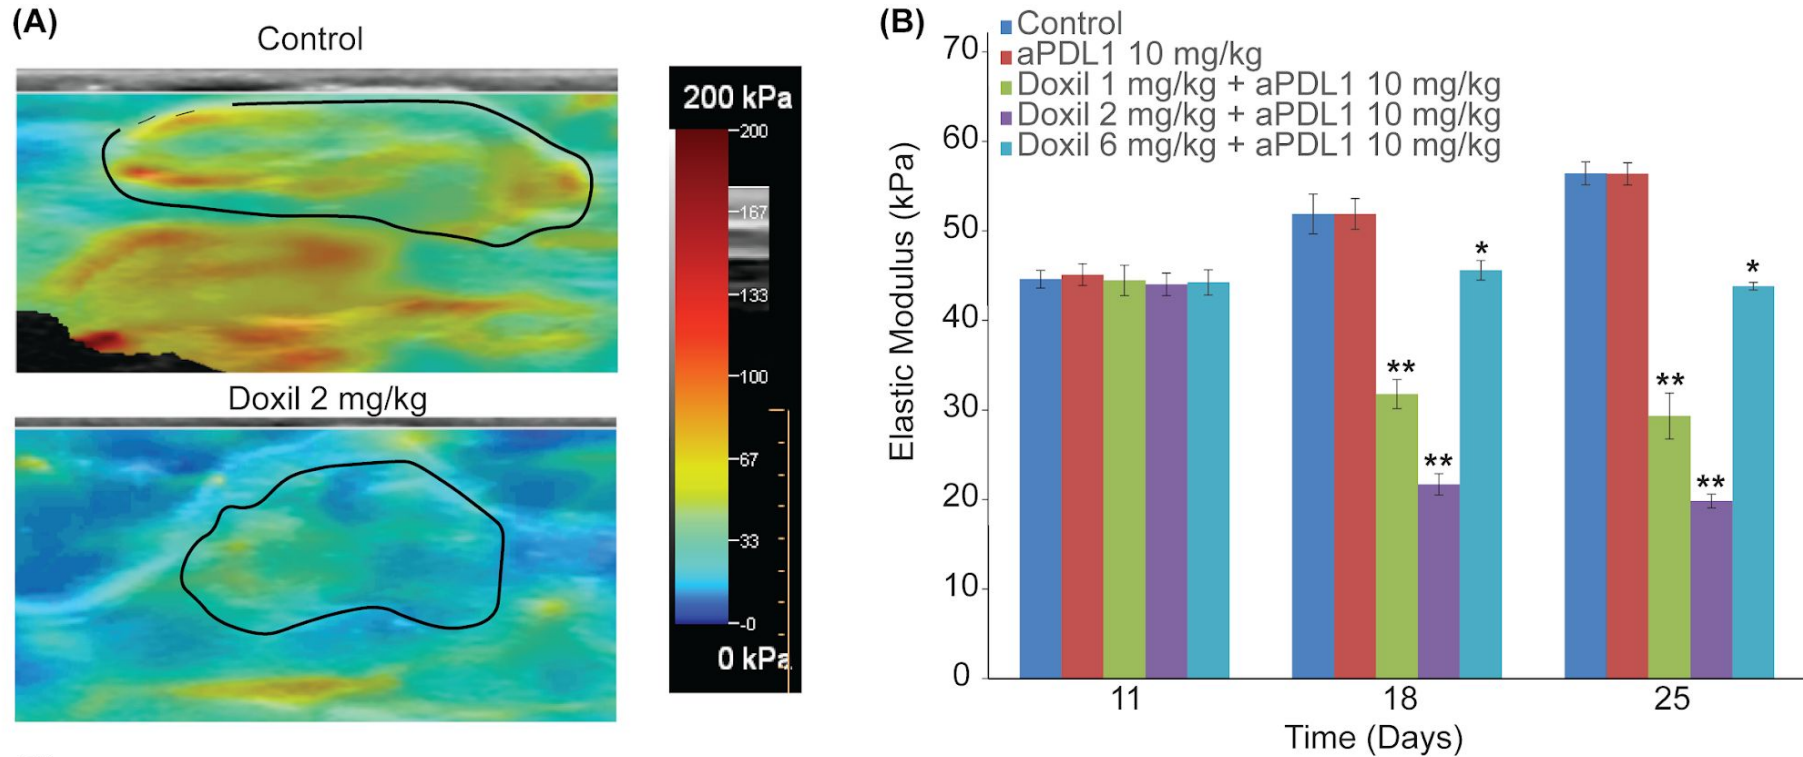 (A)
Control
Doxil 2 mg/kg
200 kPa
200
167
133
100
67
33
-0
0 kPa
(B)
Control
aPDL1 10 mg/kg
Doxil 1 mg/kg + aPDL1 10 mg/kg
Doxil 2 mg/kg + aPDL1 10 mg/kg
Doxil 6 mg/kg + aPDL1 10 mg/kg
Elastic Modulus (kPa)
70
60
50
40
30
20
10
0
**
**
*
**
**
*
11 18 25
Time (Days)